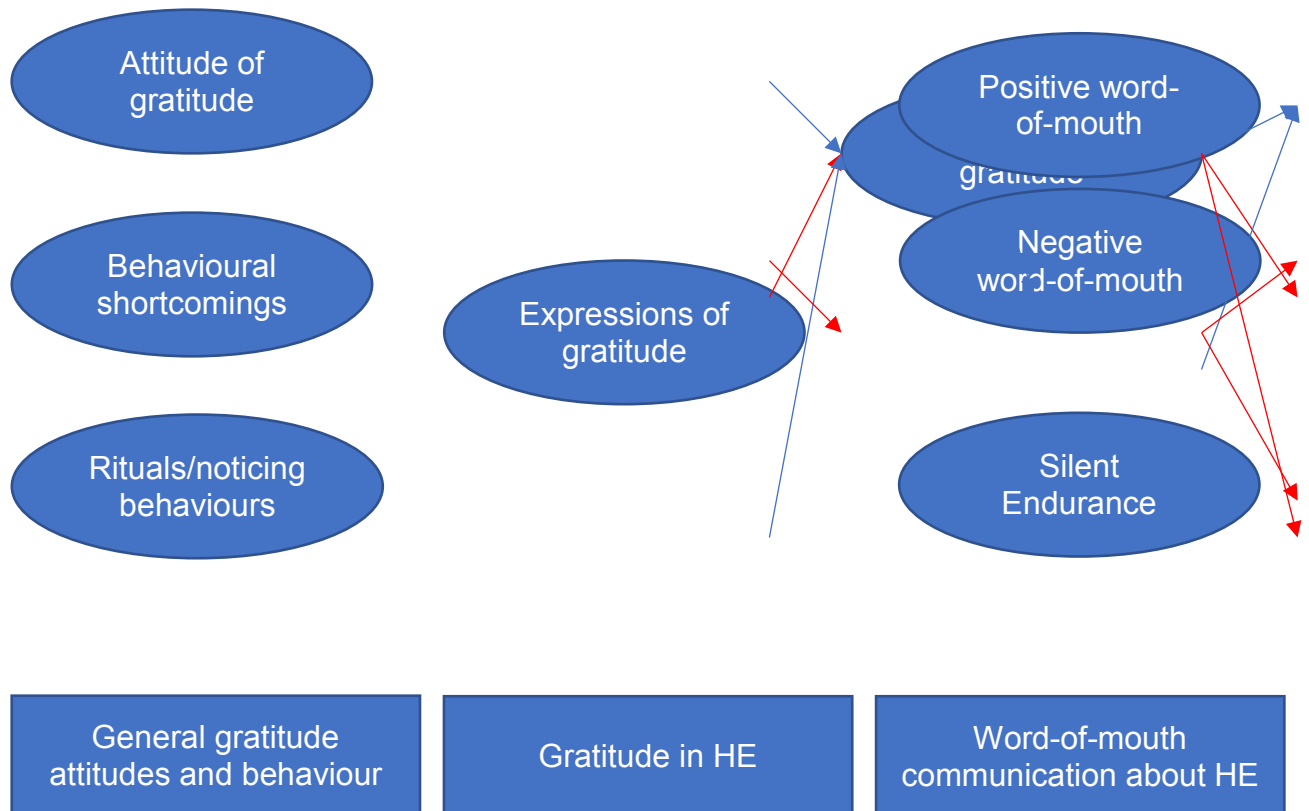 Attitude of
gratitude
Positive word-
of-mouth
gratitude
Behavioural
shortcomings
Negative
word-of-mouth
Expressions of
gratitude
Rituals/noticing
behaviours
Silent
Endurance
General gratitude
attitudes and behaviour
Gratitude in HE
Word-of-mouth
communication about HE